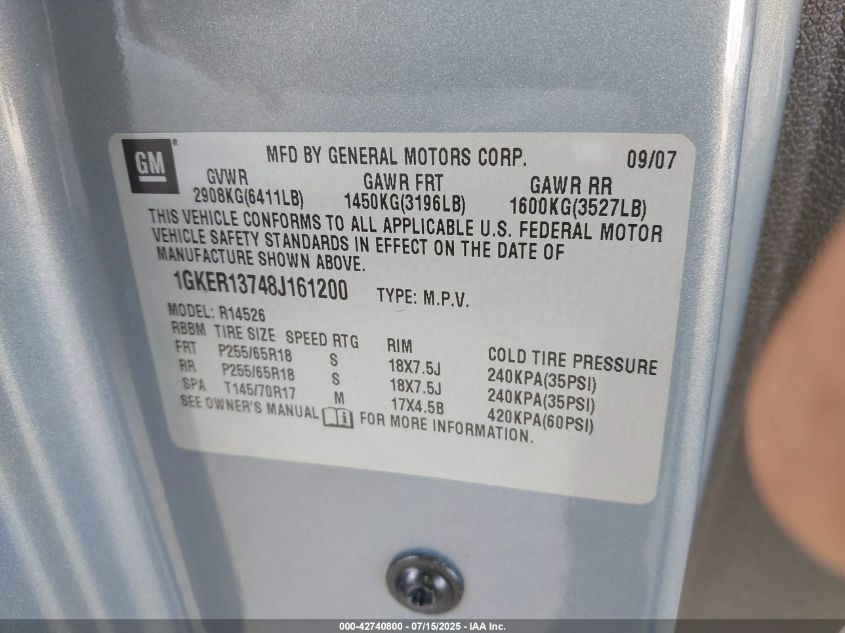 GM
MFD BY GENERAL MOTORS CORP. 09/07
GVWR GAWR FRT GAWR RR
2908KG(6411LB) 1450KG(3196LB) 1600KG(3527LB)
THIS VEHICLE CONFORMS TO ALL APPLICABLE U.S. FEDERAL MOTOR
VEHICLE SAFETY STANDARDS IN EFFECT ON THE DATE OF
MANUFACTURE SHOWN ABOVE.
1GKER13748J161200 TYPE: M.P.V.
MODEL: R14526
RBBM TIRE SIZE SPEED RTG RIM COLD TIRE PRESSURE
FRT P255/65R18 S 18X7.5J 240KPA(35PSI)
RR P255/65R18 S 18X7.5J 240KPA(35PSI)
SPA T145/70R17 M 17X4.5B 420KPA(60PSI)
SEE OWNER'S MANUAL FOR MORE INFORMATION.
000-42740800 - 07/15/2025 - IAA Inc.